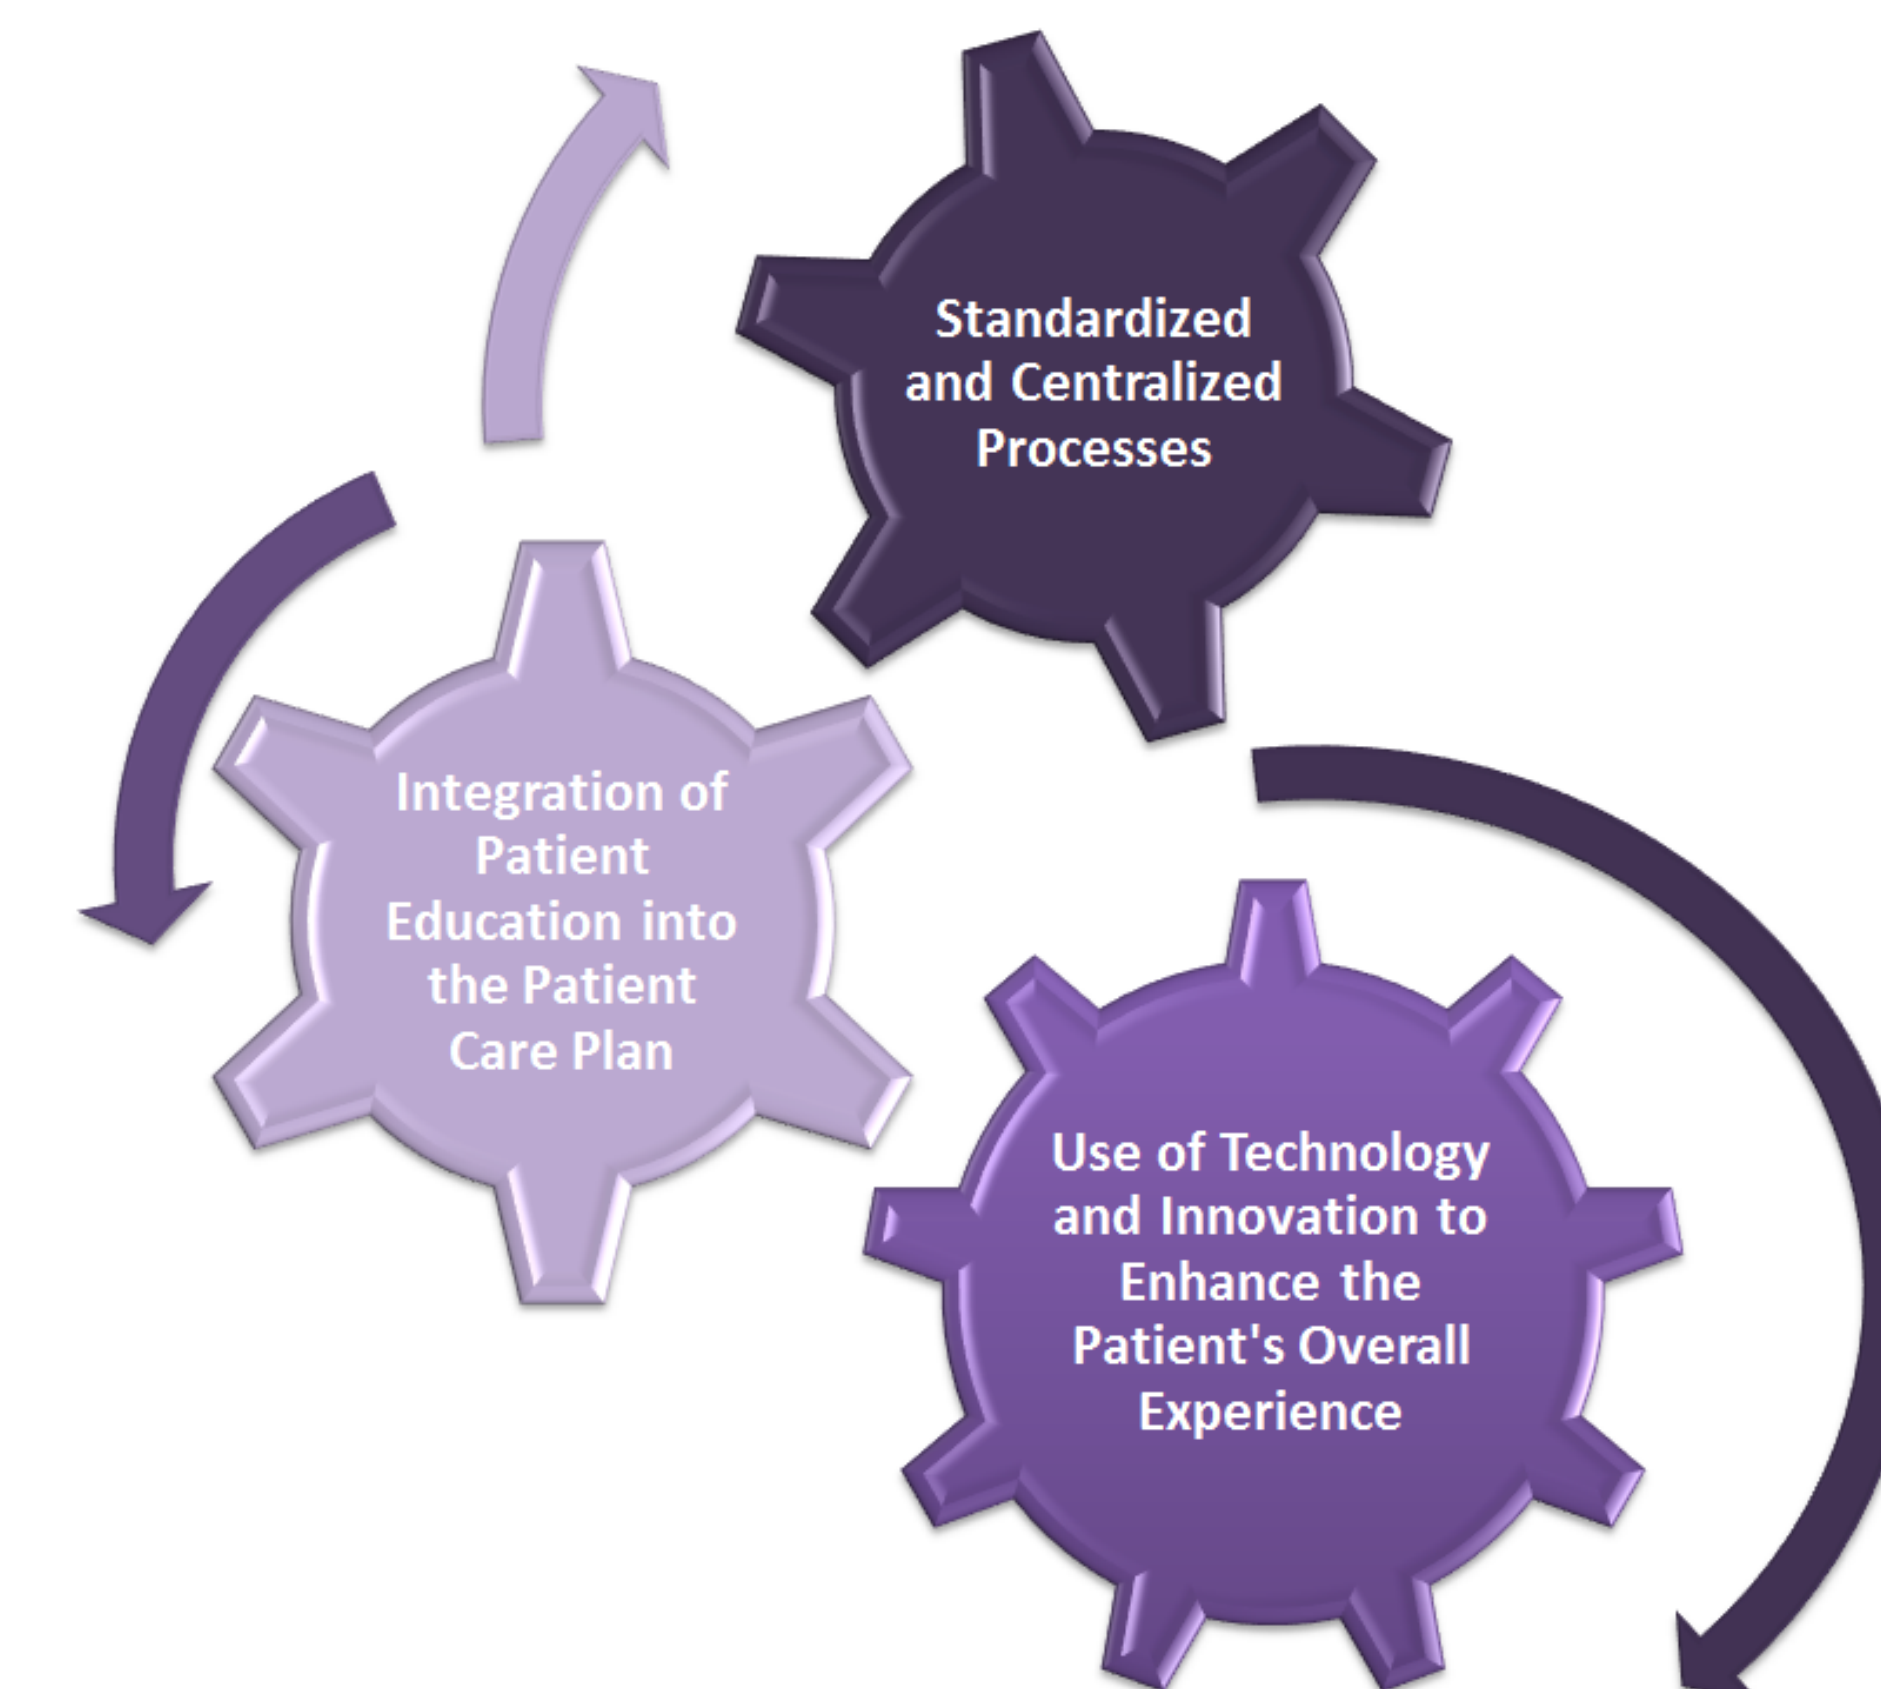 Standardized
and Centralized
Processes
Integration of
Patient
Education into
the Patient
Care Plan
Use of Technology
and Innovation to
Enhance the
Patient's Overall
Experience